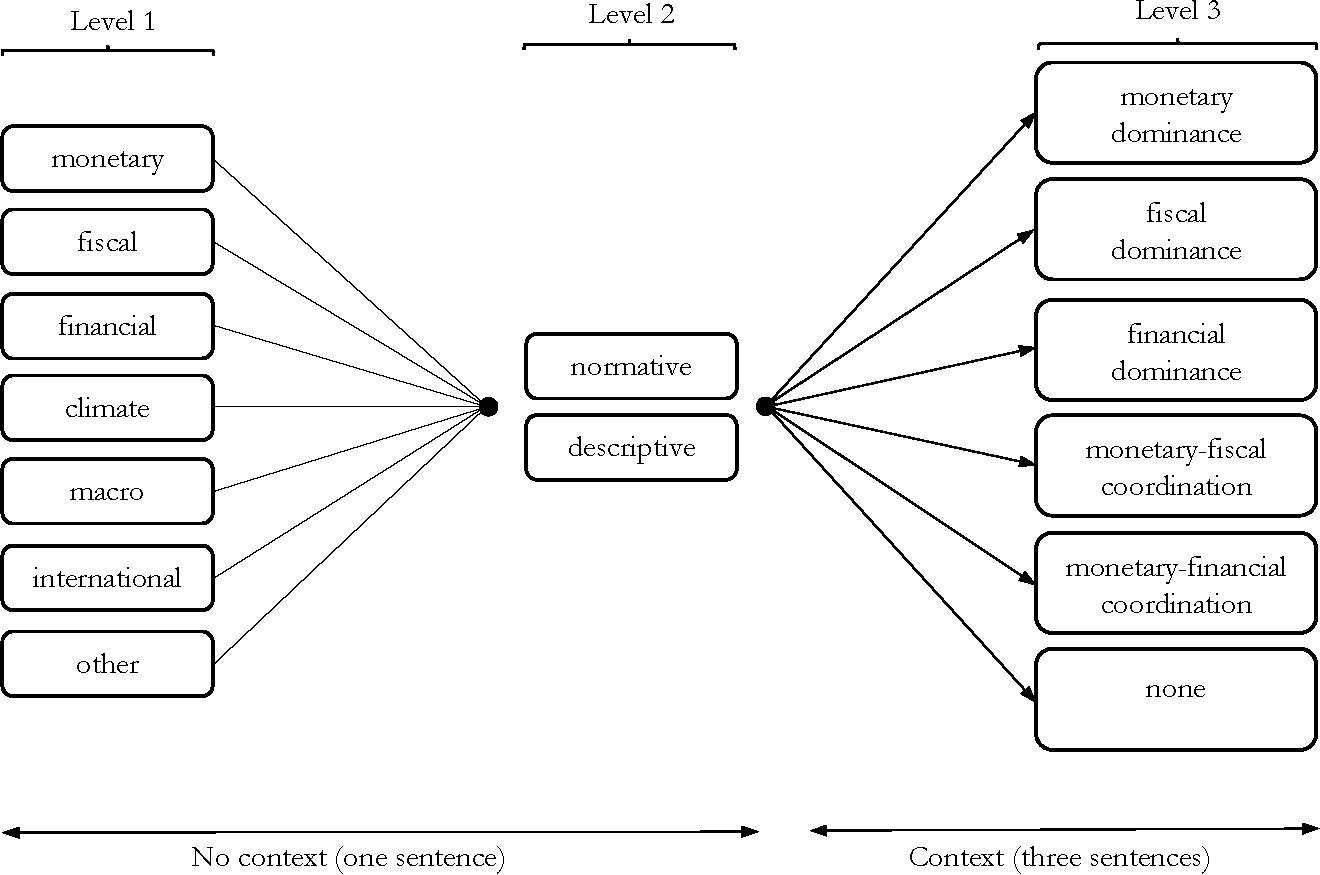 Level 1
Level 2
Level 3
monetary
fiscal
financial
climate
macro
international
other
normative
descriptive
monetary
dominance
fiscal
dominance
financial
dominance
monetary-fiscal
coordination
monetary-financial
coordination
none
No context (one sentence)
Context (three sentences)